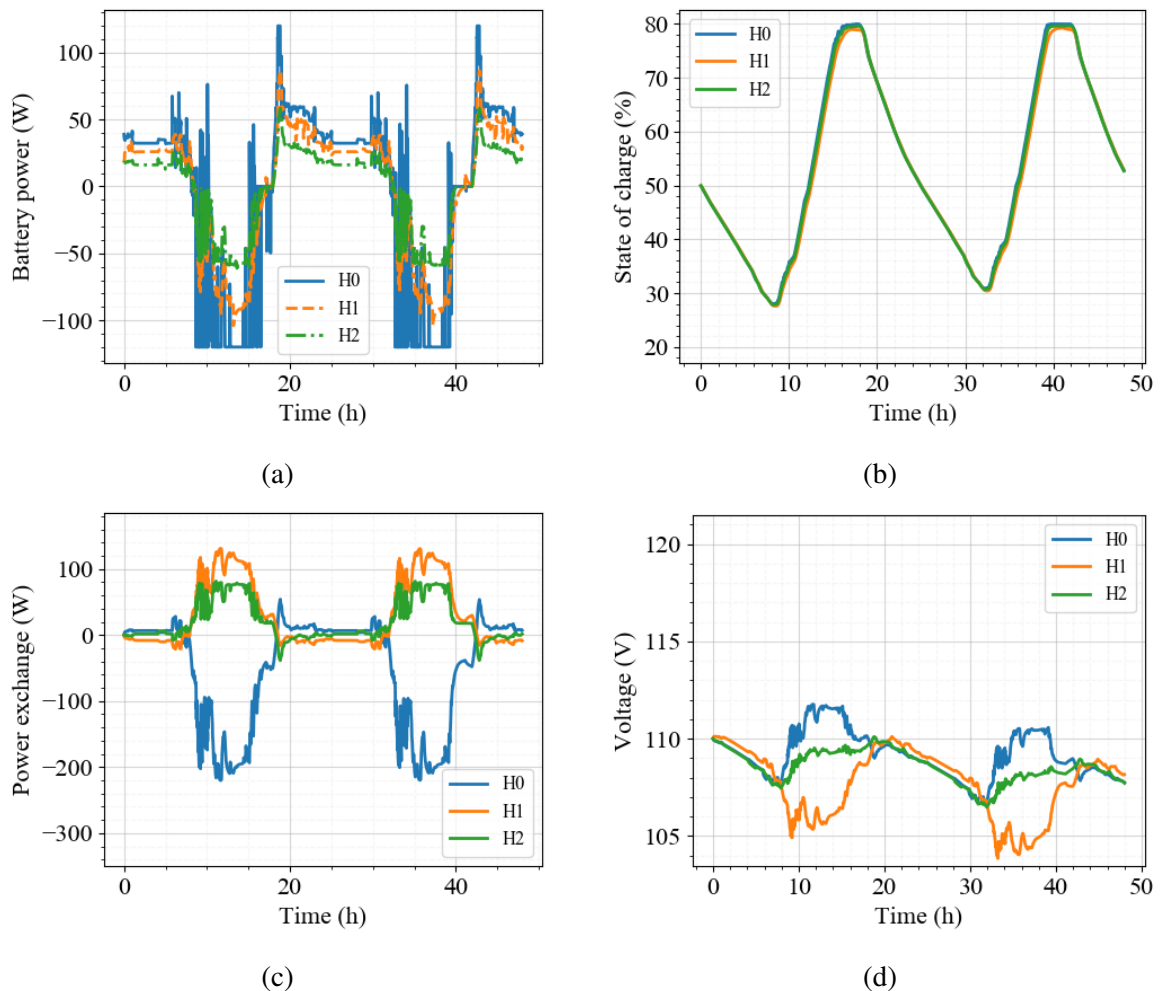 100
50
0
−50
−100
Battery power (W)
H0
H1
H2
0
20
40
Time (h)
(a)
80
70
60
50
40
30
20
State of charge (%)
H0
H1
H2
0
10
20
30
40
50
Time (h)
(b)
100
0
−100
−200
−300
Power exchange (W)
H0
H1
H2
0
20
40
Time (h)
(c)
120
115
110
105
Voltage (V)
H0
H1
H2
0
10
20
30
40
50
Time (h)
(d)